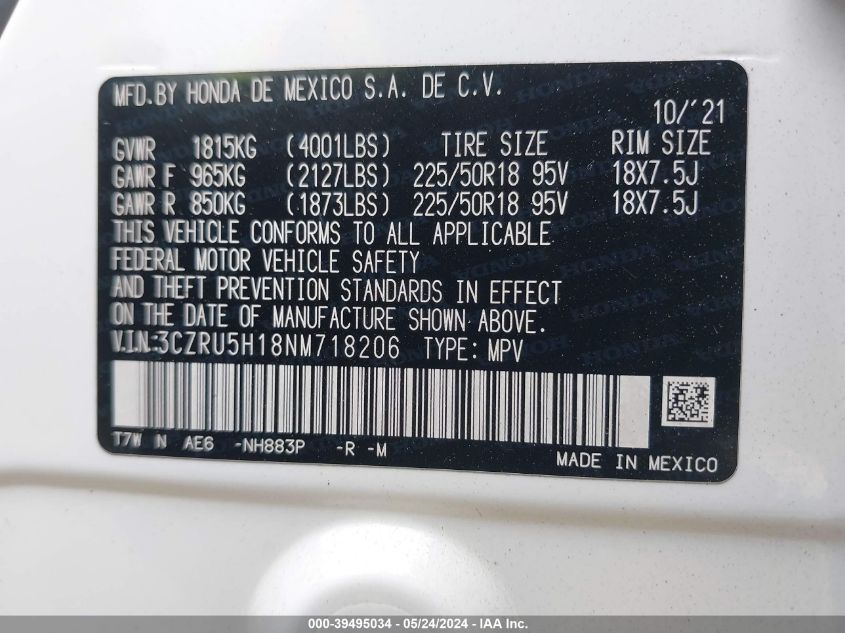 MFD.BY HONDA DE MEXICO S.A. DE C.V.
10/'21
GVWR 1815KG (4001LBS) TIRE SIZE RIM SIZE
GAWR F 965KG (2127LBS) 225/50R18 95V 18X7.5J
GAWR R 850KG (1873LBS) 225/50R18 95V 18X7.5J
THIS VEHICLE CONFORMS TO ALL APPLICABLE
FEDERAL MOTOR VEHICLE SAFETY
AND THEFT PREVENTION STANDARDS IN EFFECT
ON THE DATE OF MANUFACTURE SHOWN ABOVE.
V.I.N:3CZRU5H18NM718206 TYPE: MPV
T7W N AE6 -NH883P -R -M
MADE IN MEXICO
000-39495034 - 05/24/2024 - IAA Inc.